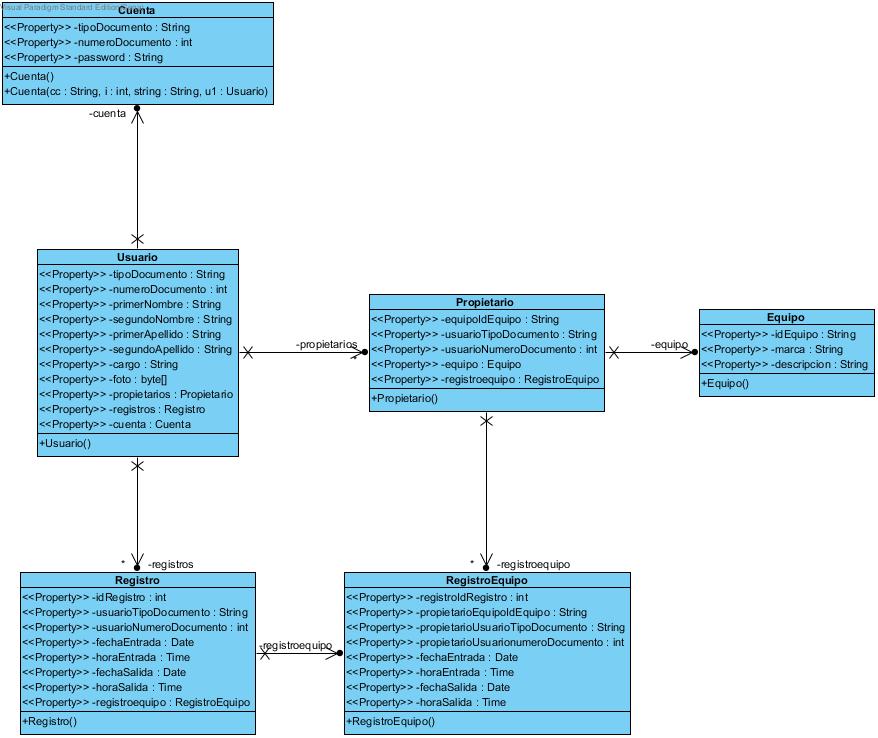 Visual Paradigm Standard Edition
Cuenta
<<Property>> -tipoDocumento : String
<<Property>> -numeroDocumento : int
<<Property>> -password : String
+Cuenta()
+Cuenta(cc : String, i : int, string : String, u1 : Usuario)
-cuenta
Usuario
<<Property>> -tipoDocumento : String
<<Property>> -numeroDocumento : int
<<Property>> -primerNombre : String
<<Property>> -segundoNombre : String
<<Property>> -primerApellido : String
<<Property>> -segundoApellido : String
<<Property>> -cargo : String
<<Property>> -foto : byte[]
<<Property>> -propietarios : Propietario
<<Property>> -registros : Registro
<<Property>> -cuenta : Cuenta
+Usuario()
-propietarios
*
Propietario
<<Property>> -equipoIdEquipo : String
<<Property>> -usuarioTipoDocumento : String
<<Property>> -usuarioNumeroDocumento : int
<<Property>> -equipo : Equipo
<<Property>> -registroequipo : RegistroEquipo
+Propietario()
-equipo
Equipo
<<Property>> -idEquipo : String
<<Property>> -marca : String
<<Property>> -descripcion : String
+Equipo()
* -registros
* -registroequipo
Registro
<<Property>> -idRegistro : int
<<Property>> -usuarioTipoDocumento : String
<<Property>> -usuarioNumeroDocumento : int
<<Property>> -fechaEntrada : Date
<<Property>> -horaEntrada : Time
<<Property>> -fechaSalida : Date
<<Property>> -horaSalida : Time
<<Property>> -registroequipo : RegistroEquipo
+Registro()
-registroequipo
RegistroEquipo
<<Property>> -registroIdRegistro : int
<<Property>> -propietarioEquipoIdEquipo : String
<<Property>> -propietarioUsuarioTipoDocumento : String
<<Property>> -propietarioUsuarionumeroDocumento : int
<<Property>> -fechaEntrada : Date
<<Property>> -horaEntrada : Time
<<Property>> -fechaSalida : Date
<<Property>> -horaSalida : Time
+RegistroEquipo()